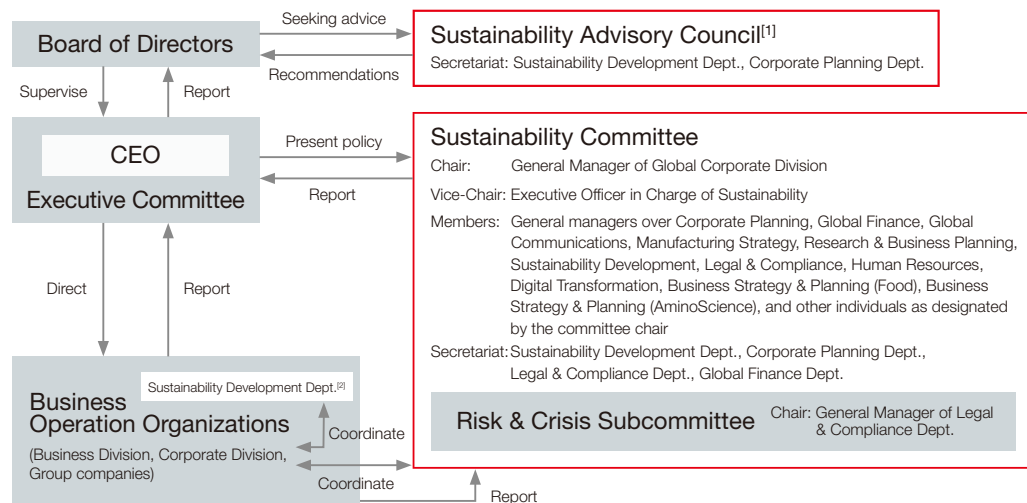 Board of Directors
Seeking advice
Recommendations
Sustainability Advisory Council[1]
Secretariat: Sustainability Development Dept., Corporate Planning Dept.
Supervise
Report
CEO
Executive Committee
Present policy
Report
Sustainability Committee
Chair: General Manager of Global Corporate Division
Vice-Chair: Executive Officer in Charge of Sustainability
Members: General managers over Corporate Planning, Global Finance, Global
Communications, Manufacturing Strategy, Research & Business Planning,
Sustainability Development, Legal & Compliance, Human Resources,
Digital Transformation, Business Strategy & Planning (Food), Business
Strategy & Planning (AminoScience), and other individuals as designated
by the committee chair
Secretariat: Sustainability Development Dept., Corporate Planning Dept.,
Legal & Compliance Dept., Global Finance Dept.
Risk & Crisis Subcommittee
Chair: General Manager of Legal
& Compliance Dept.
Direct
Report
Sustainability Development Dept.[2]
Business
Operation Organizations
(Business Division, Corporate Division,
Group companies)
Coordinate
Coordinate
Report